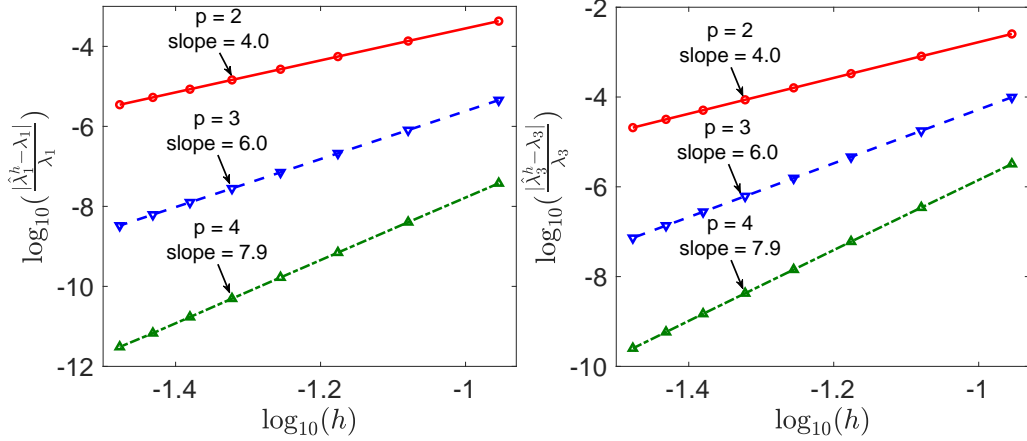 -4
-6
-8
-10
-12
-1.4
-1.2
-1
p = 2
slope = 4.0
p = 3
slope = 6.0
p = 4
slope = 7.9
log₁₀(|λ̂₁ʰ−λ₁|/λ₁)
log₁₀(h)
-2
-4
-6
-8
-10
-1.4
-1.2
-1
p = 2
slope = 4.0
p = 3
slope = 6.0
p = 4
slope = 7.9
log₁₀(|λ̂₃ʰ−λ₃|/λ₃)
log₁₀(h)